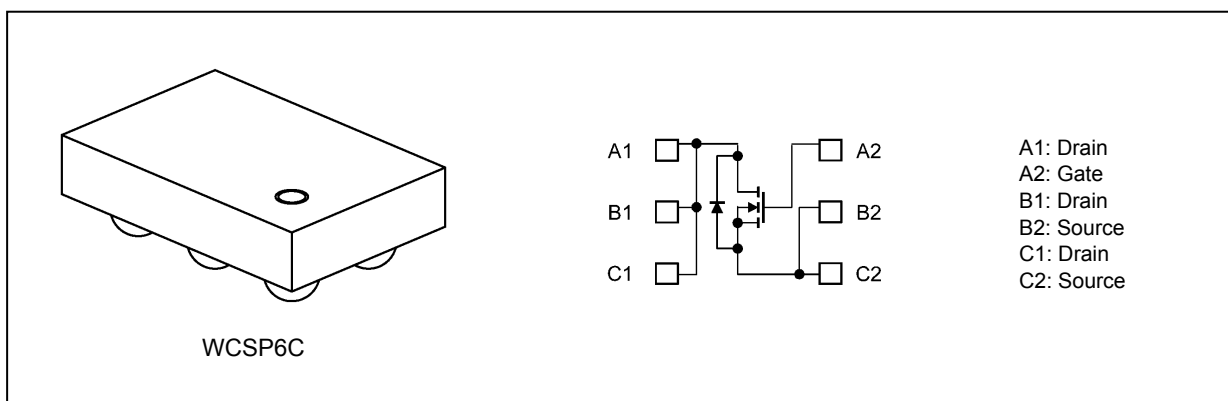 WCSP6C
A1
A2
B1
B2
C1
C2
A1: Drain
A2: Gate
B1: Drain
B2: Source
C1: Drain
C2: Source